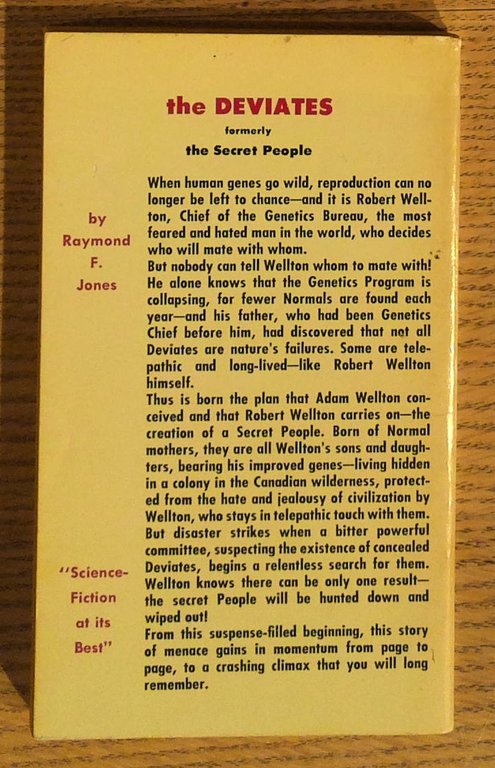 the DEVIATES
formerly
the Secret People
by
Raymond
F.
Jones
When human genes go wild, reproduction can no
longer be left to chance—and it is Robert Well-
ton, Chief of the Genetics Bureau, the most
feared and hated man in the world, who decides
who will mate with whom.
But nobody can tell Wellton whom to mate with!
He alone knows that the Genetics Program is
collapsing, for fewer Normals are found each
year—and his father, who had been Genetics
Chief before him, had discovered that not all
Deviates are nature's failures. Some are tele-
pathic and long-lived—like Robert Wellton
himself.
Thus is born the plan that Adam Wellton con-
ceived and that Robert Wellton carries on—the
creation of a Secret People. Born of Normal
mothers, they are all Wellton's sons and daugh-
ters, bearing his improved genes—living hidden
in a colony in the Canadian wilderness, protect-
ed from the hate and jealousy of civilization by
Wellton, who stays in telepathic touch with them.
But disaster strikes when a bitter powerful
committee, suspecting the existence of concealed
Deviates, begins a relentless search for them.
Wellton knows there can be only one result—
the secret People will be hunted down and
wiped out!
From this suspense-filled beginning, this story
of menace gains in momentum from page to
page, to a crashing climax that you will long
remember.
"Science-
Fiction
at its
Best"